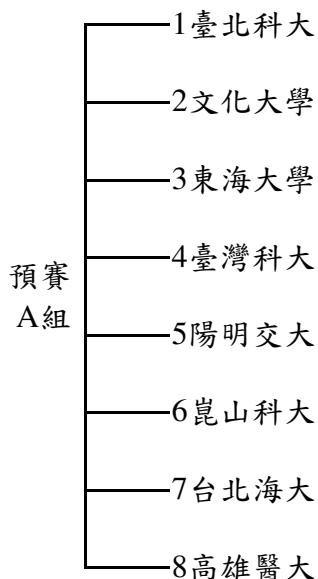 1臺北科大
2文化大學
3東海大學
4臺灣科大
預賽
A組
5陽明交大
6崑山科大
7台北海大
8高雄醫大